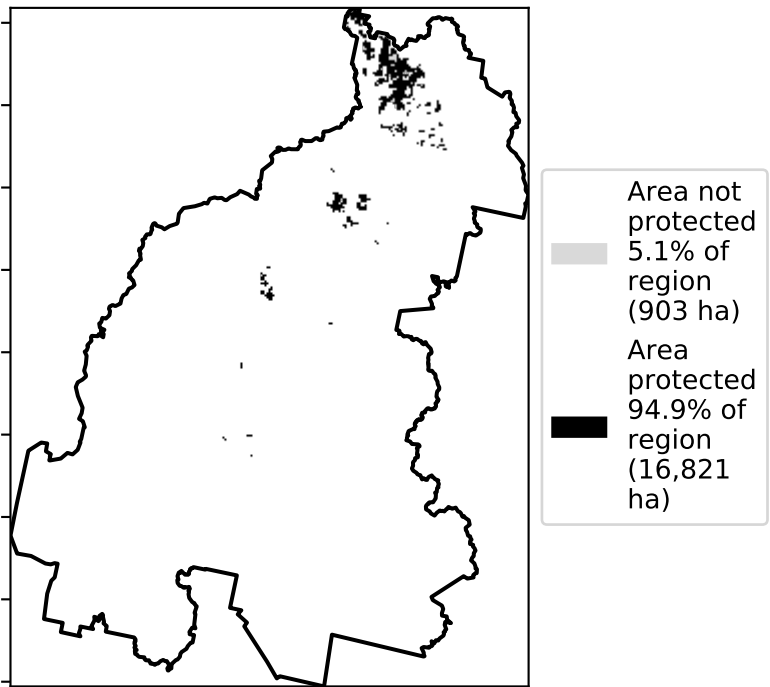 Area not
protected
5.1% of
region
(903 ha)
Area
protected
94.9% of
region
(16,821
ha)